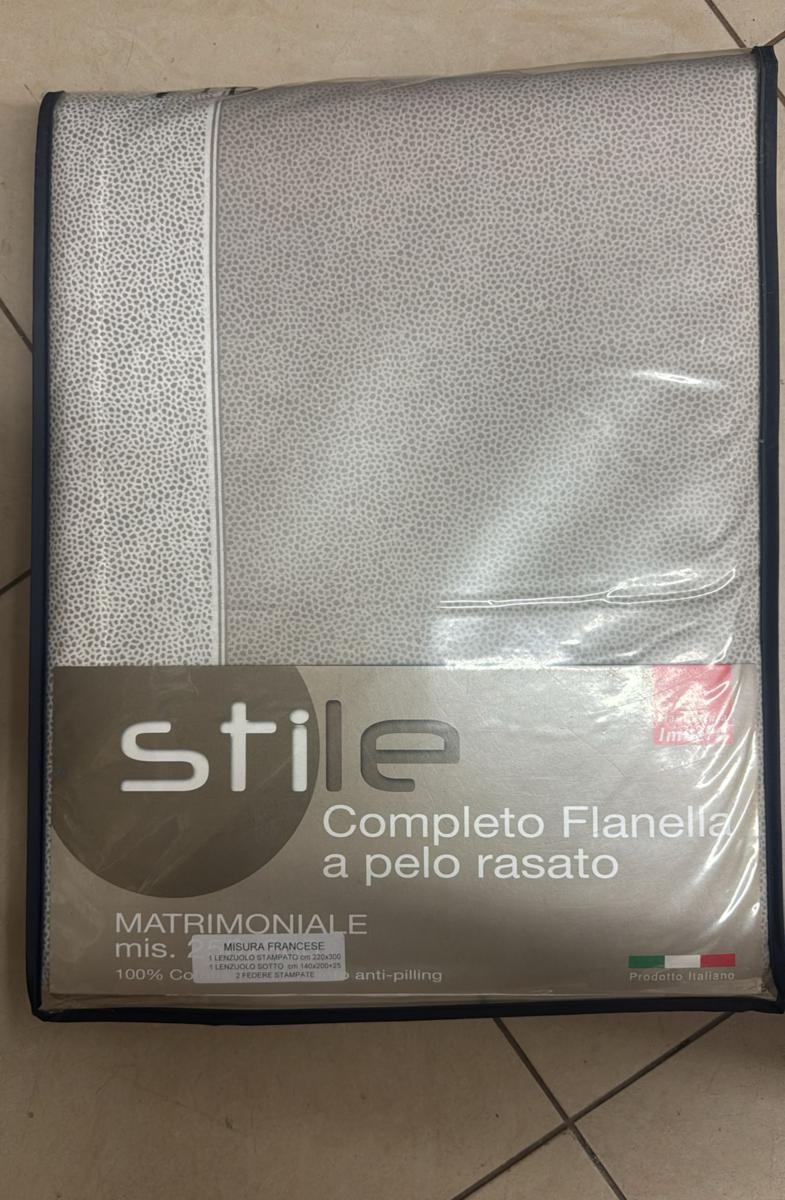 stile
Completo Flanella
a pelo rasato
MATRIMONIALE
mis.
MISURA FRANCESE
1 LENZUOLO STAMPATO cm 220x300
1 LENZUOLO SOTTO cm 140x200+25
2 FEDERE STAMPATE
100% anti-pilling
Prodotto Italiano